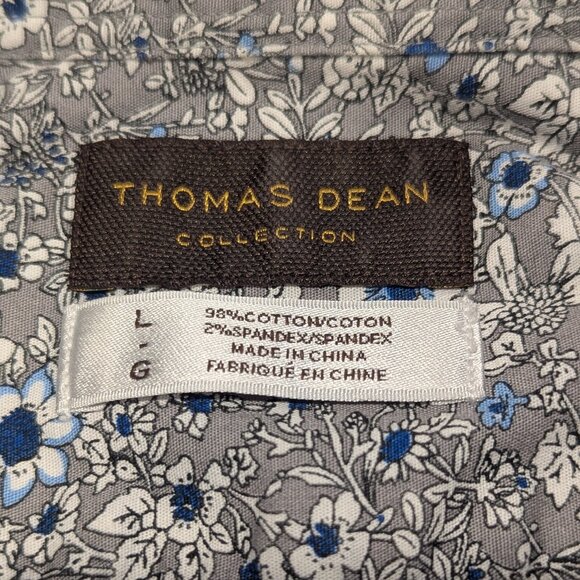 THOMAS DEAN
COLLECTION
L
-
G
98%COTTON/COTON
2%SPANDEX/SPANDEX
MADE IN CHINA
FABRIQUÉ EN CHINE